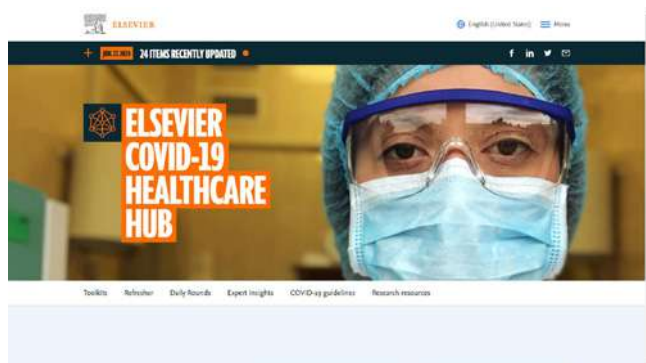 ELSEVIER
English (United States)
Menu
24 ITEMS RECENTLY UPDATED
ELSEVIER
COVID-19
HEALTHCARE
HUB
Toolkits Refresher Daily Rounds Expert insights COVID-19 guidelines Research resources